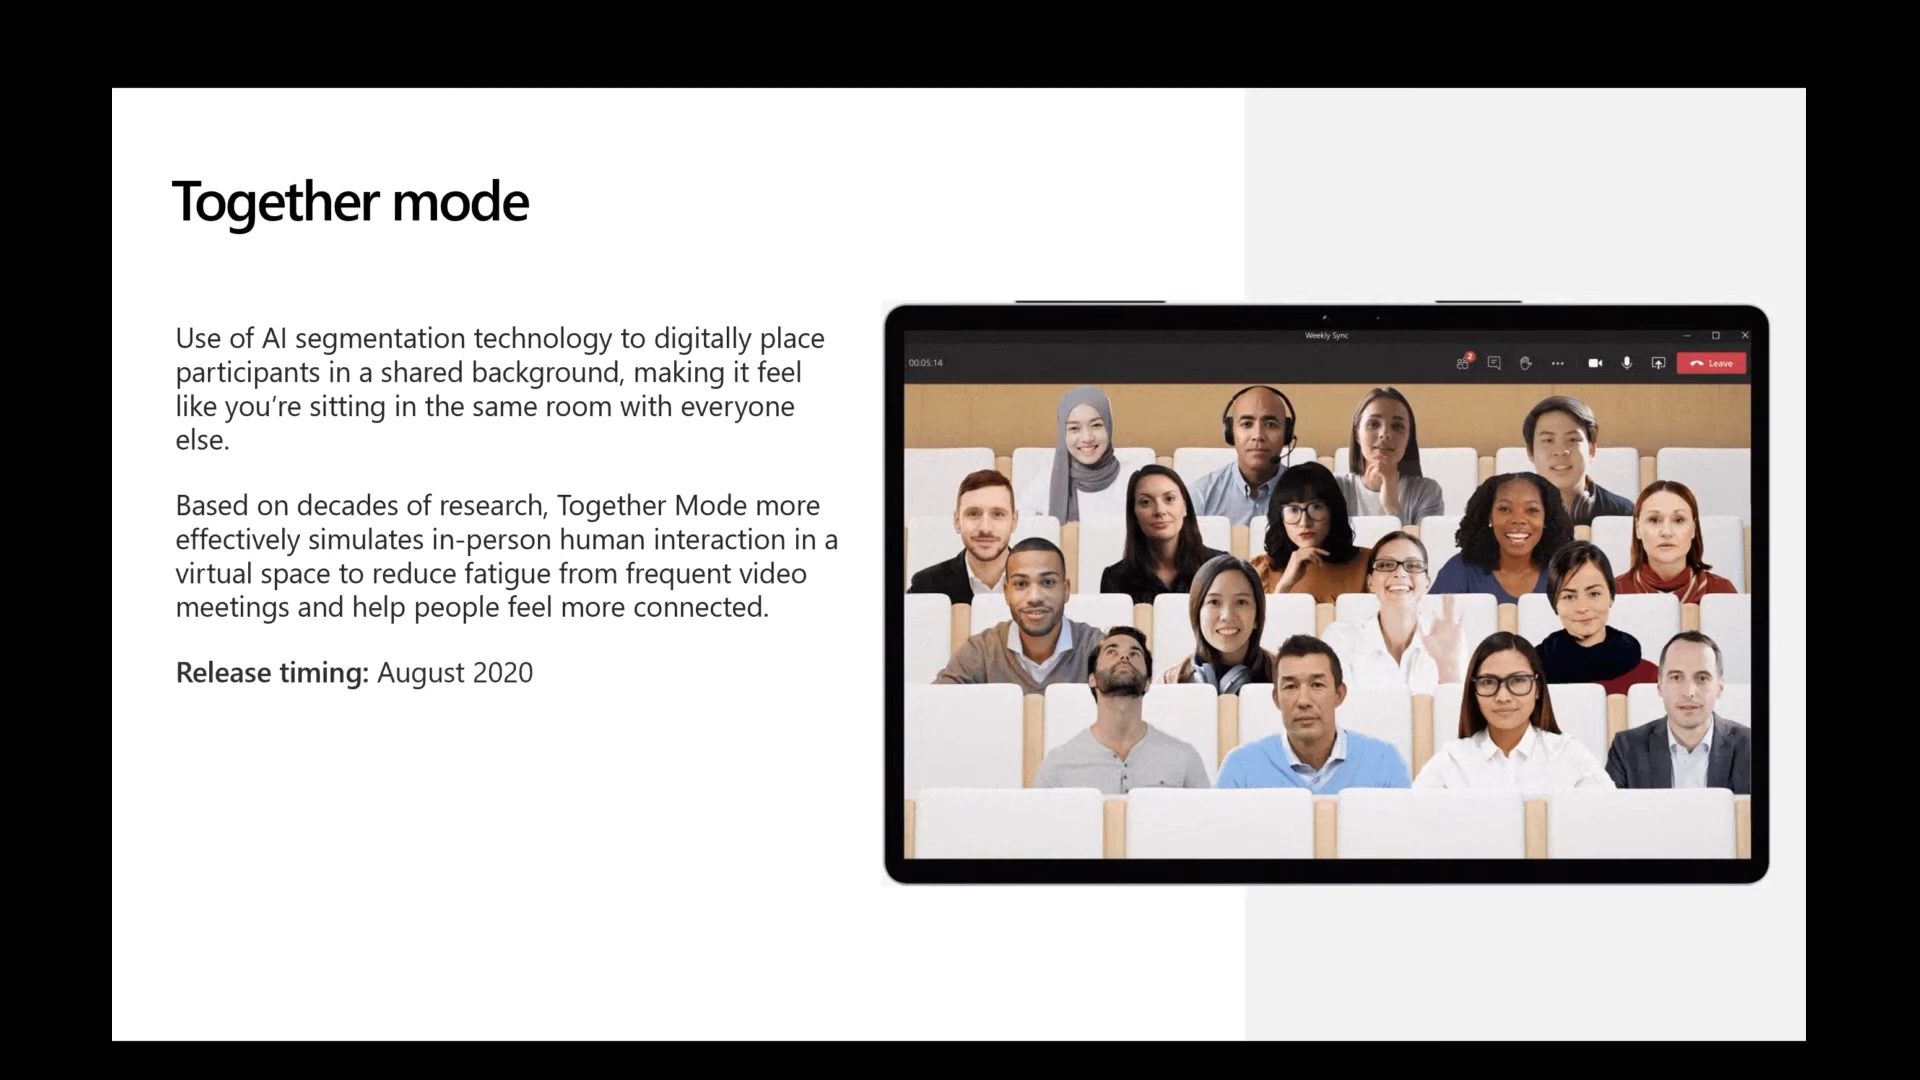 Together mode
Use of AI segmentation technology to digitally place
participants in a shared background, making it feel
like you’re sitting in the same room with everyone
else.
Based on decades of research, Together Mode more
effectively simulates in-person human interaction in a
virtual space to reduce fatigue from frequent video
meetings and help people feel more connected.
Release timing: August 2020
Weekly Sync
00:05:14
2
Leave